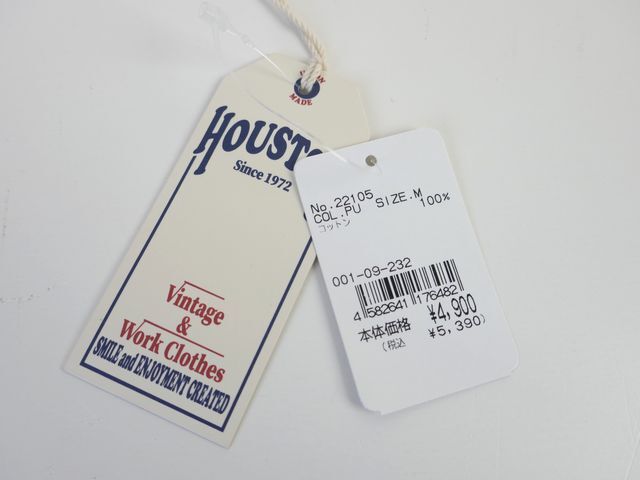 MADE
HOUST
Since 1972
Vintage
&
Work Clothes
SMILE and ENJOYMENT CREATED
No.22105
COL.PU SIZE.M
コットン 100%
001-09-232
4 582641 176482
本体価格 ¥4,900
(税込 ¥5,390)